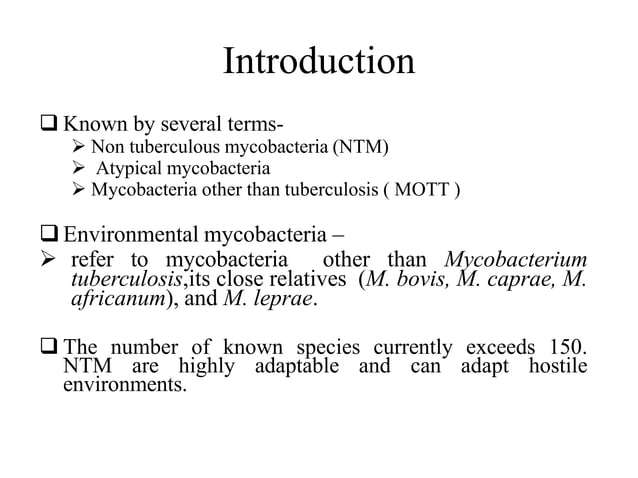 Introduction
❑ Known by several terms-
➢ Non tuberculous mycobacteria (NTM)
➢ Atypical mycobacteria
➢ Mycobacteria other than tuberculosis ( MOTT )
❑ Environmental mycobacteria –
➢ refer to mycobacteria other than Mycobacterium
tuberculosis,its close relatives (M. bovis, M. caprae, M.
africanum), and M. leprae.
❑ The number of known species currently exceeds 150.
NTM are highly adaptable and can adapt hostile
environments.